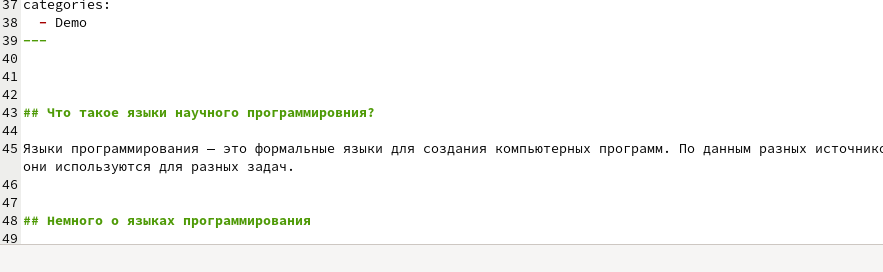 37 categories:
38   - Demo
39 ---
40
41
42
43 ## Что такое языки научного программировния?
44
45 Языки программирования — это формальные языки для создания компьютерных программ. По данным разных
они используются для разных задач.
46
47
48 ## Немного о языках программирования
49